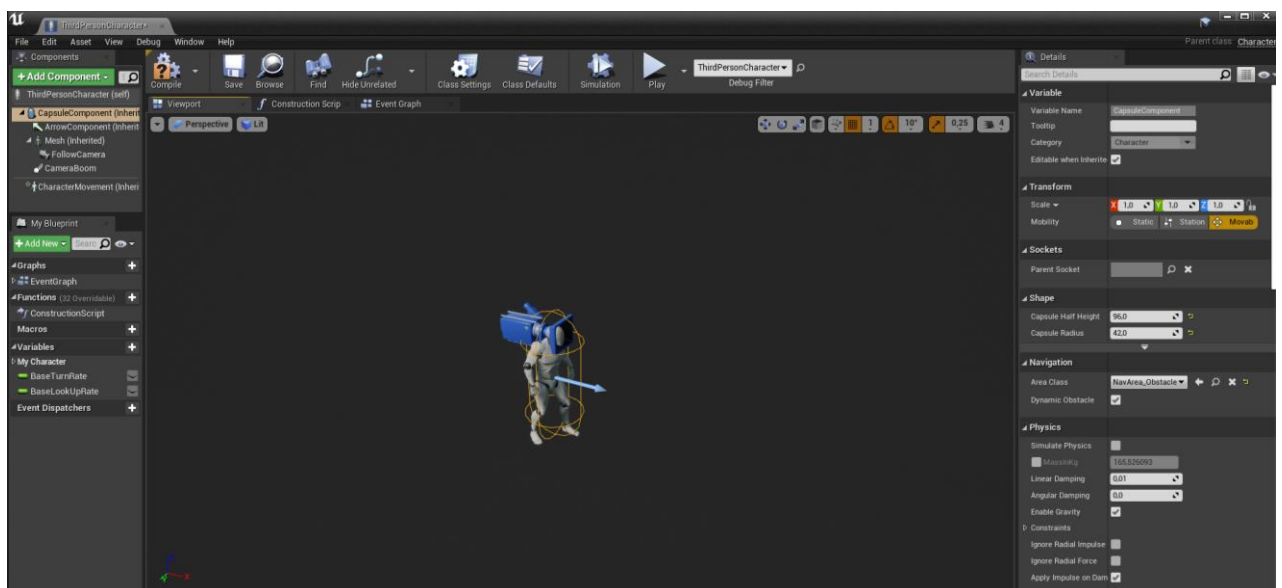 ThirdPersonCharacter*
File Edit Asset View Debug Window Help
Parent class: Character
Components
+Add Component
ThirdPersonCharacter (self)
CapsuleComponent (Inherit
ArrowComponent (Inherit
Mesh (Inherited)
FollowCamera
CameraBoom
CharacterMovement (Inheri
My Blueprint
+Add New Searc
Graphs
EventGraph
Functions (32 Overridable)
ConstructionScript
Macros
Variables
My Character
BaseTurnRate
BaseLookUpRate
Event Dispatchers
Compile Save Browse Find Hide Unrelated Class Settings Class Defaults Simulation Play
ThirdPersonCharacter
Debug Filter
Viewport Construction Scrip Event Graph
Perspective Lit 1 10° 0,25 4
X
Details
Search Details
Variable
Variable Name CapsuleComponent
Tooltip
Category Character
Editable when Inherite
Transform
Scale X 1,0 Y 1,0 Z 1,0
Mobility Static Station Movab
Sockets
Parent Socket
Shape
Capsule Half Height 96,0
Capsule Radius 42,0
Navigation
Area Class NavArea_Obstacle
Dynamic Obstacle
Physics
Simulate Physics
MassInKg 165,526093
Linear Damping 0,01
Angular Damping 0,0
Enable Gravity
Constraints
Ignore Radial Impulse
Ignore Radial Force
Apply Impulse on Dam